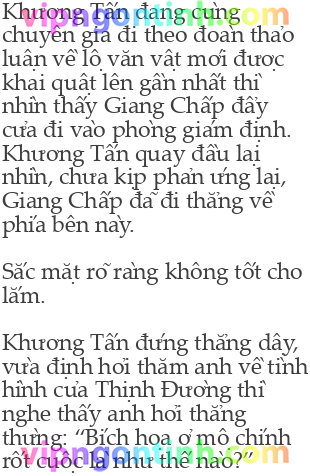 Khương Tấn đang cùng
chuyên gia đi theo đoàn thảo
luận về lô văn vật mới được
khai quật lên gần nhất thì
nhìn thấy Giang Chấp đẩy
cửa đi vào phòng giám định.
Khương Tấn quay đầu lại
nhìn, chưa kịp phản ứng lại,
Giang Chấp đã đi thẳng về
phía bên này.
Sắc mặt rõ ràng không tốt cho
lắm.
Khương Tấn đứng thẳng dậy,
vừa định hỏi thăm anh về tình
hình của Thịnh Đường thì
nghe thấy anh hỏi thẳng
thừng: “Bích họa ở mộ chính
rốt cuộc là như thế nào?”
vipngontinh.com
vipngontinh.com
vipngontinh.com
vipngontinh.com